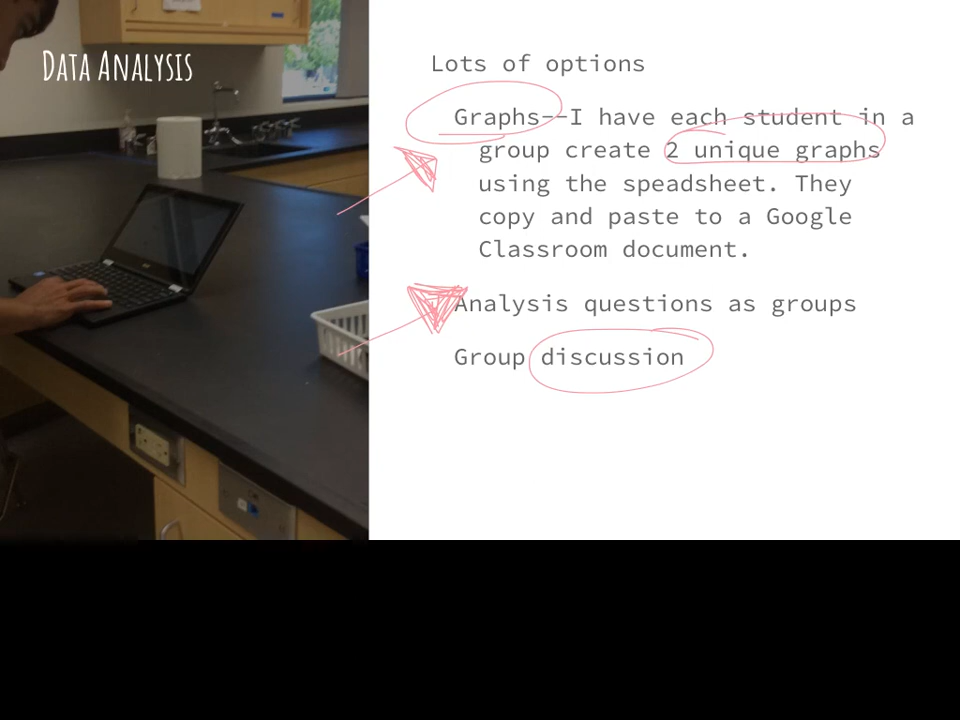 Data Analysis
Lots of options
Graphs--I have each student in a
group create 2 unique graphs
using the speadsheet. They
copy and paste to a Google
Classroom document.
Analysis questions as groups
Group discussion